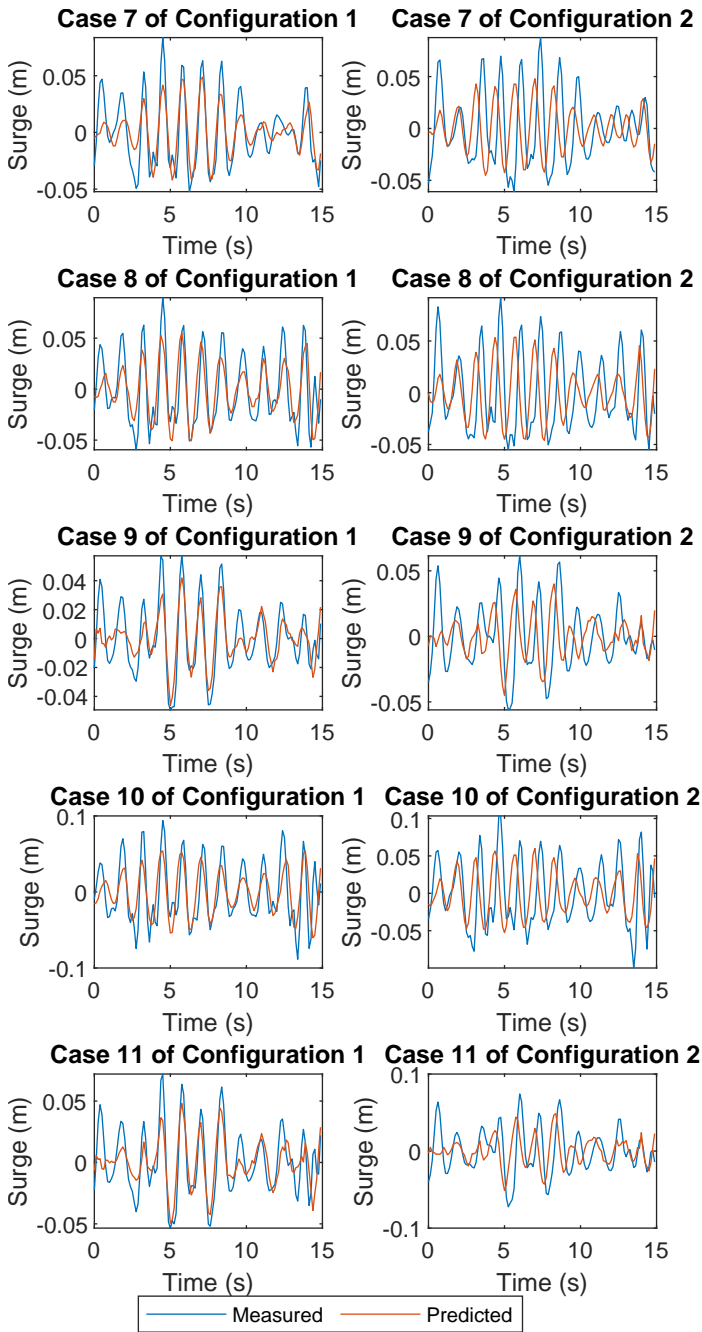 Case 7 of Configuration 1
Case 7 of Configuration 2
Surge (m)
0.05
0
-0.05
0 5 10 15
Time (s)
Surge (m)
0.05
0
-0.05
0 5 10 15
Time (s)
Case 8 of Configuration 1
Case 8 of Configuration 2
Surge (m)
0.05
0
-0.05
0 5 10 15
Time (s)
Surge (m)
0.05
0
-0.05
0 5 10 15
Time (s)
Case 9 of Configuration 1
Case 9 of Configuration 2
Surge (m)
0.04
0.02
0
-0.02
-0.04
0 5 10 15
Time (s)
Surge (m)
0.05
0
-0.05
0 5 10 15
Time (s)
Case 10 of Configuration 1
Case 10 of Configuration 2
Surge (m)
0.1
0
-0.1
0 5 10 15
Time (s)
Surge (m)
0.1
0.05
0
-0.05
0 5 10 15
Time (s)
Case 11 of Configuration 1
Case 11 of Configuration 2
Surge (m)
0.05
0
-0.05
0 5 10 15
Time (s)
Surge (m)
0.1
0
-0.1
0 5 10 15
Time (s)
Measured Predicted